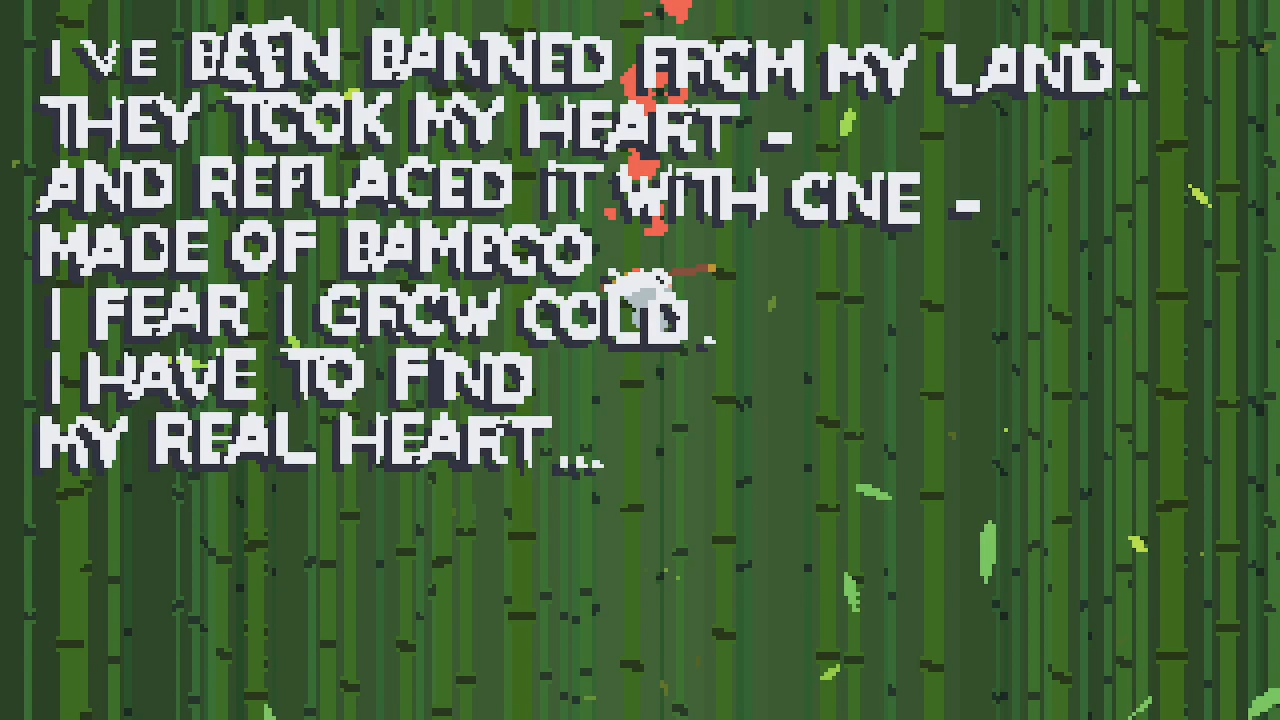 I'VE BEEN BANNED FROM MY LAND.
THEY TOOK MY HEART -
AND REPLACED IT WITH ONE -
MADE OF BAMBOO
I FEAR I GROW COLD.
I HAVE TO FIND
MY REAL HEART...